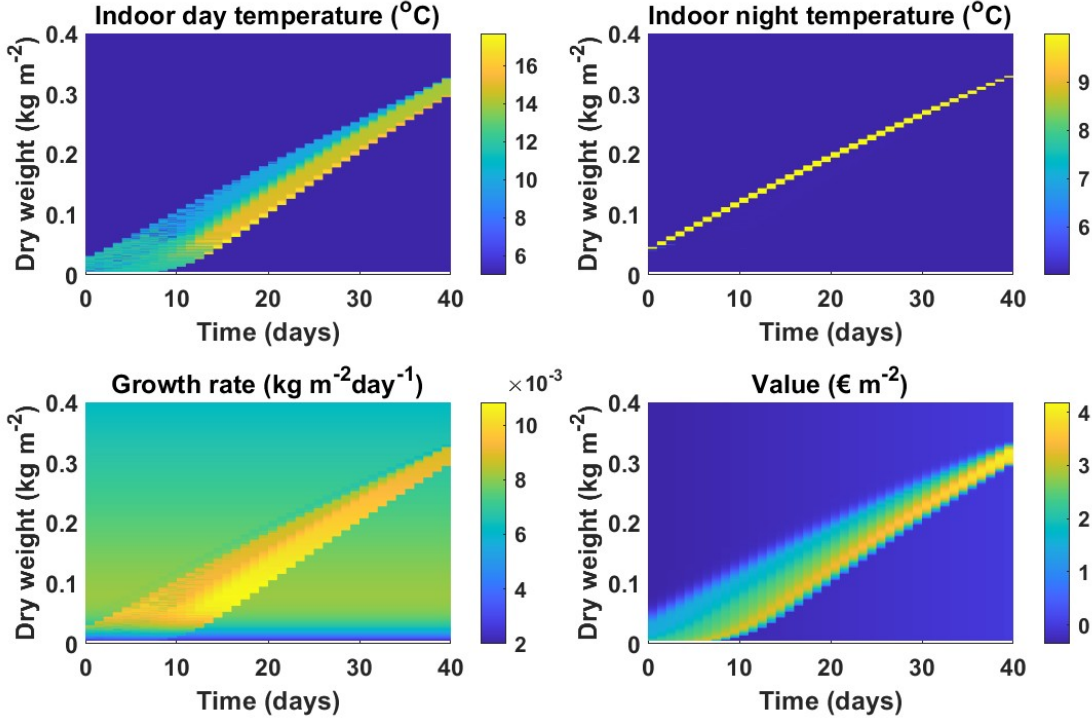 Indoor day temperature (°C)
Dry weight (kg m⁻²)
0.4
0.3
0.2
0.1
0
0 10 20 30 40
Time (days)
16
14
12
10
8
6
Indoor night temperature (°C)
Dry weight (kg m⁻²)
0.4
0.3
0.2
0.1
0
0 10 20 30 40
Time (days)
9
8
7
6
Growth rate (kg m⁻²day⁻¹)
×10⁻³
Dry weight (kg m⁻²)
0.4
0.3
0.2
0.1
0
0 10 20 30 40
Time (days)
10
8
6
4
2
Value (€ m⁻²)
Dry weight (kg m⁻²)
0.4
0.3
0.2
0.1
0
0 10 20 30 40
Time (days)
4
3
2
1
0